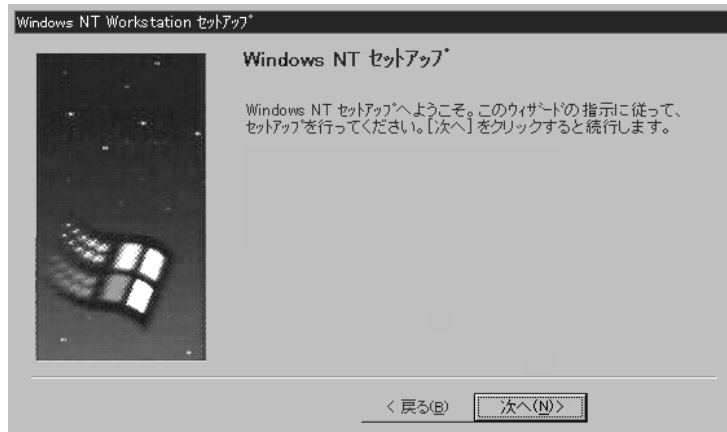 Windows NT Workstation ｾｯﾄｱｯﾌﾟ
Windows NT ｾｯﾄｱｯﾌﾟ
Windows NT ｾｯﾄｱｯﾌﾟへようこそ。このｳｨｻﾞｰﾄﾞの指示に従って、
ｾｯﾄｱｯﾌﾟを行ってください。[次へ] をクリックすると続行します。
< 戻る(B)
次へ(N)>